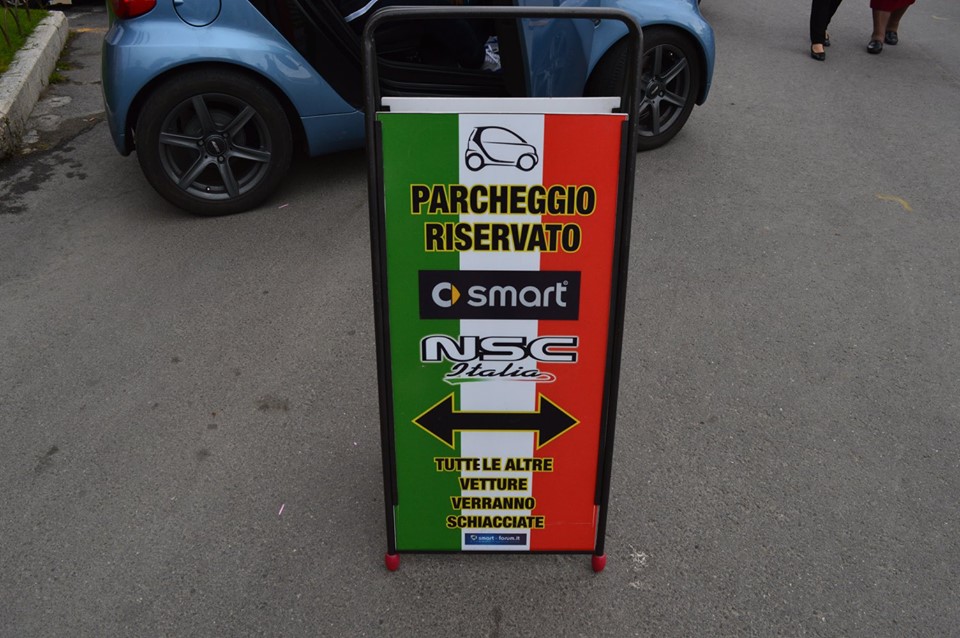 PARCHEGGIO
RISERVATO
smart®
NSC
Italia
TUTTE LE ALTRE
VETTURE
VERRANNO
SCHIACCIATE
smart-forum.it